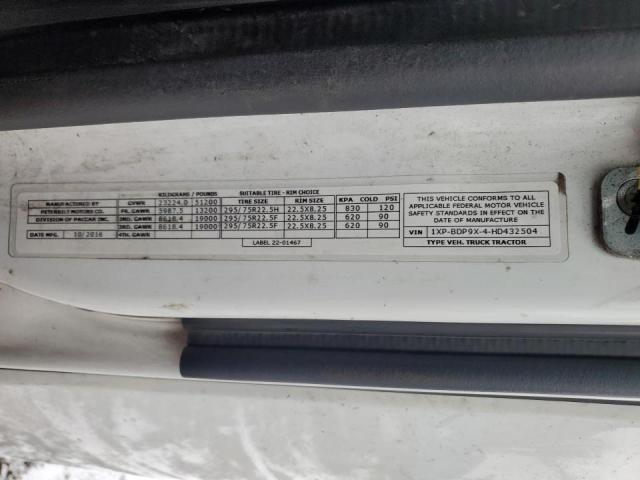 KILOGRAMS / POUNDS SUITABLE TIRE - RIM CHOICE
MANUFACTURED BY GVWR 23224.0 51200 TIRE SIZE RIM SIZE KPA COLD PSI
PETERBILT MOTORS CO. FR. GAWR 5987.5 13200 295/75R22.5H 22.5X8.25 830 120
DIVISION OF PACCAR INC. 2ND. GAWR 8618.4 19000 295/75R22.5F 22.5X8.25 620 90
3RD. GAWR 8618.4 19000 295/75R22.5F 22.5X8.25 620 90
DATE MFG. 10/2016 4TH. GAWR
LABEL 22-01467
THIS VEHICLE CONFORMS TO ALL
APPLICABLE FEDERAL MOTOR VEHICLE
SAFETY STANDARDS IN EFFECT ON THE
DATE OF MANUFACTURE
VIN 1XP-BDP9X-4-HD432504
TYPE VEH. TRUCK TRACTOR